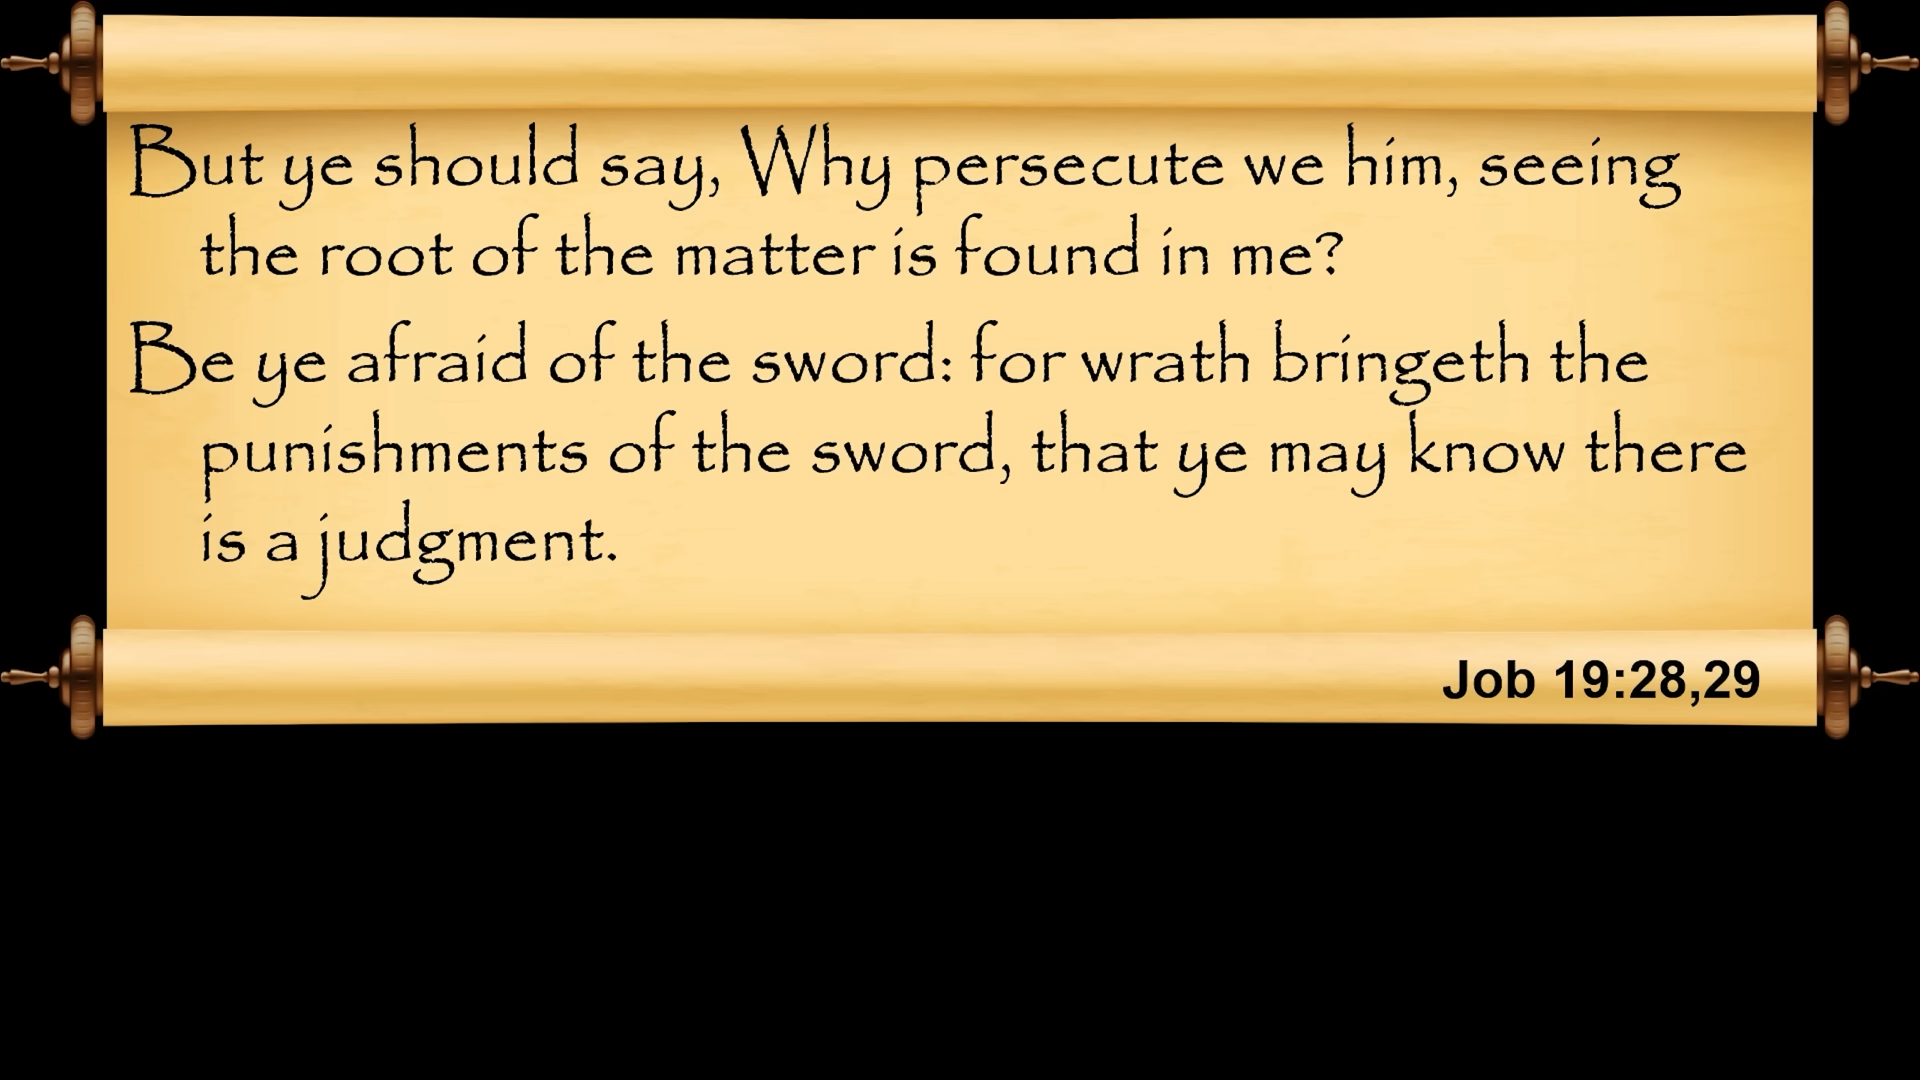 But ye should say, Why persecute we him, seeing
the root of the matter is found in me?
Be ye afraid of the sword: for wrath bringeth the
punishments of the sword, that ye may know there
is a judgment.
Job 19:28,29